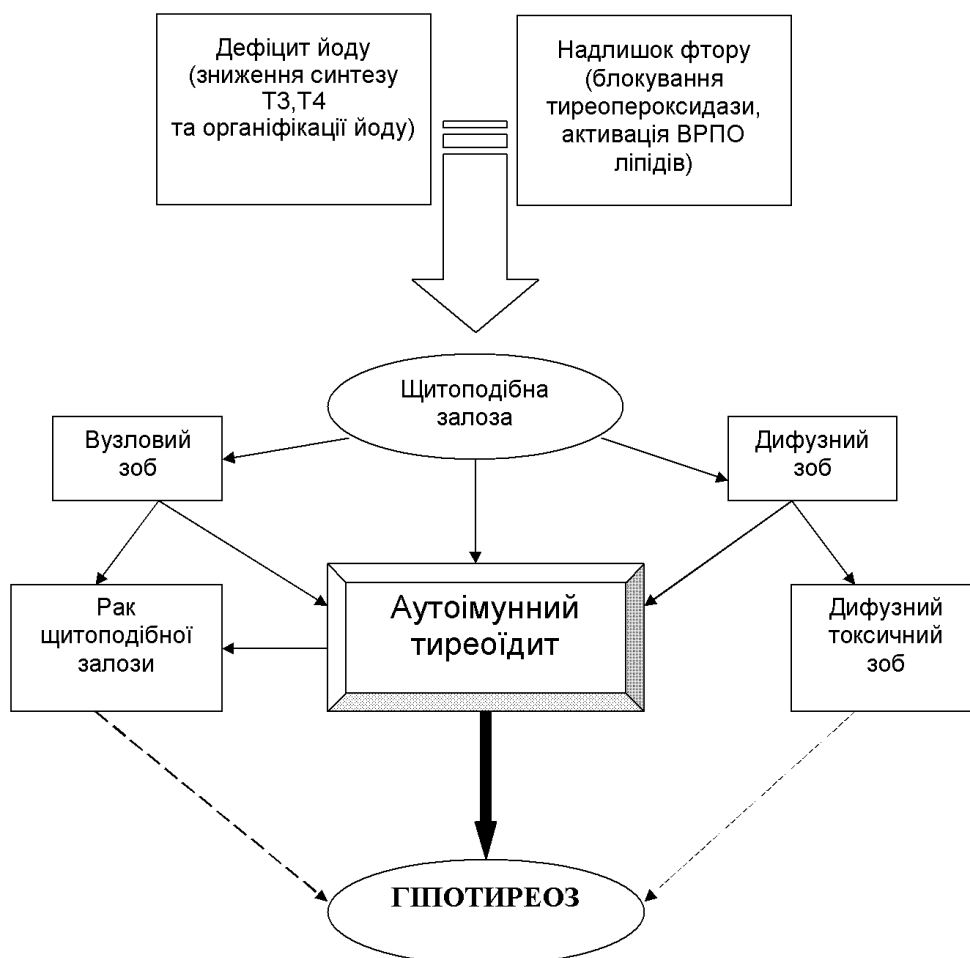 Дефіцит йоду
(зниження синтезу
Т3,Т4
та органіфікації йоду)
Надлишок фтору
(блокування
тиреопероксидази,
активація ВРПО
ліпідів)
Щитоподібна
залоза
Вузловий
зоб
Дифузний
зоб
Рак
щитоподібної
залози
Аутоімунний
тиреоїдит
Дифузний
токсичний
зоб
ГІПОТИРЕОЗ